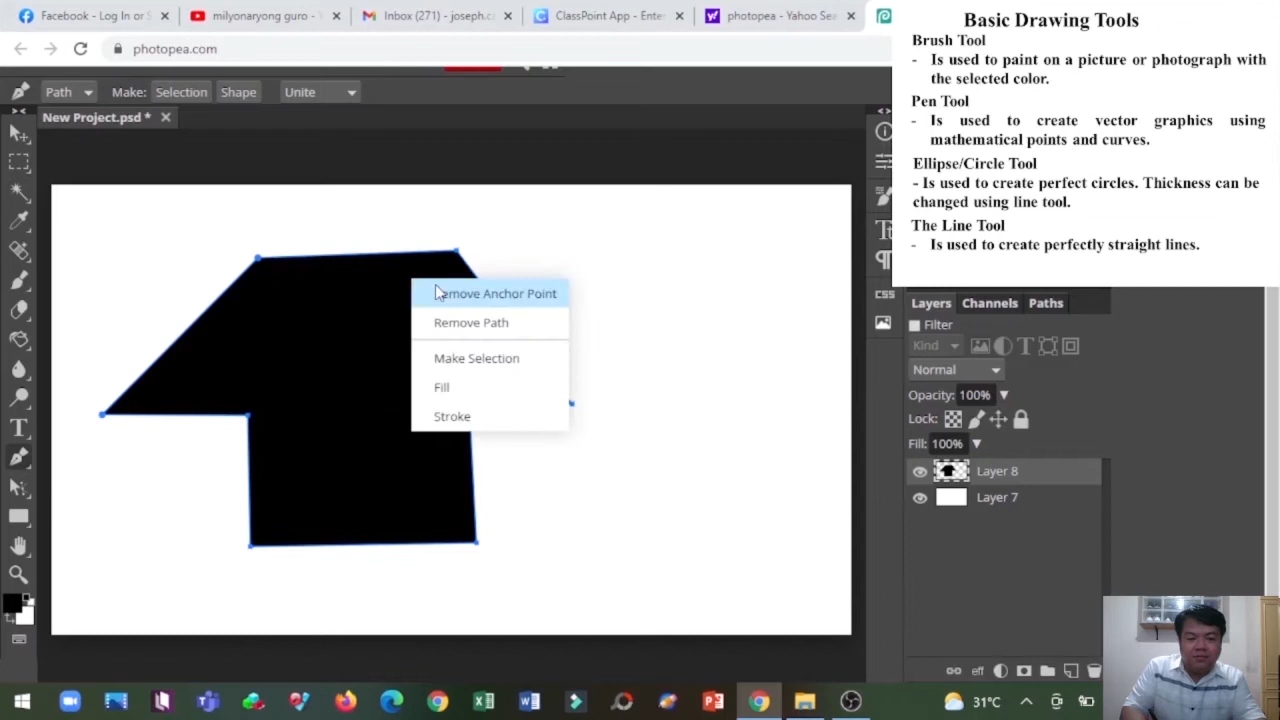 Facebook - Log In or S
milyonaryong guro -
Inbox (271) - joseph.c
ClassPoint App - Ente
photopea - Yahoo Sea
photopea.com
Path
Make:
Selection
Shape
Unite
New Project.psd *
Remove Anchor Point
Remove Path
Make Selection
Fill
Stroke
Basic Drawing Tools
Brush Tool
- Is used to paint on a picture or photograph with
the selected color.
Pen Tool
- Is used to create vector graphics using
mathematical points and curves.
Ellipse/Circle Tool
- Is used to create perfect circles. Thickness can be
changed using line tool.
The Line Tool
- Is used to create perfectly straight lines.
CSS
Layers Channels Paths
Filter
Kind
Normal
Opacity: 100%
Lock:
Fill: 100%
Layer 8
Layer 7
eff
31°C